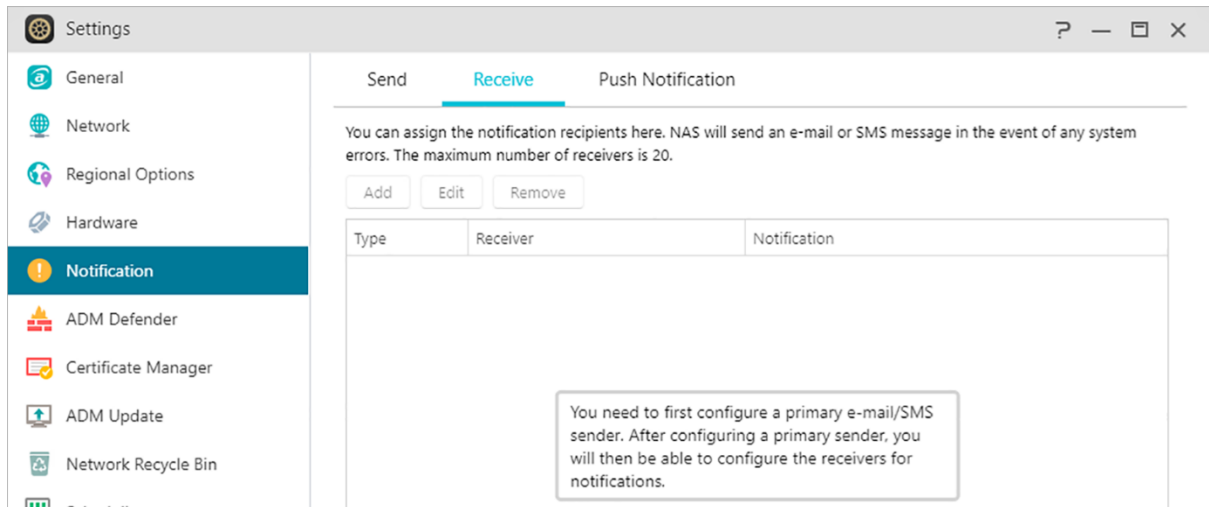 Settings
General
Network
Regional Options
Hardware
Notification
ADM Defender
Certificate Manager
ADM Update
Network Recycle Bin
Send Receive Push Notification
You can assign the notification recipients here. NAS will send an e-mail or SMS message in the event of any system
errors. The maximum number of receivers is 20.
Add Edit Remove
Type Receiver Notification
You need to first configure a primary e-mail/SMS
sender. After configuring a primary sender, you
will then be able to configure the receivers for
notifications.